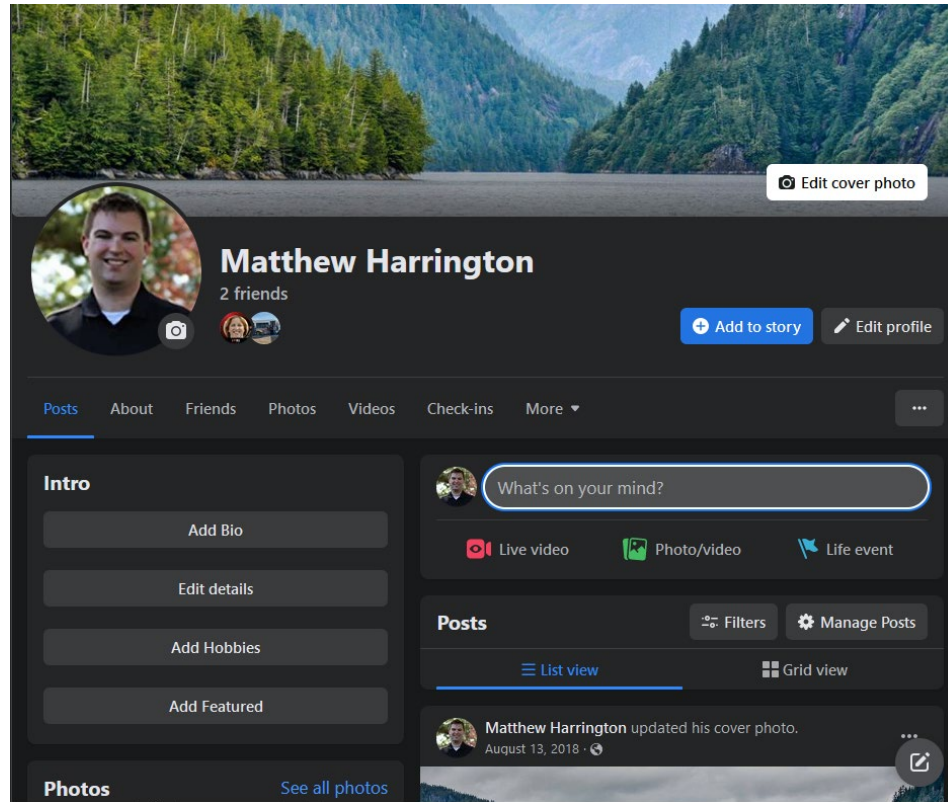 Edit cover photo
Matthew Harrington
2 friends
Add to story
Edit profile
Posts
About
Friends
Photos
Videos
Check-ins
More
Intro
Add Bio
Edit details
Add Hobbies
Add Featured
Photos
See all photos
What's on your mind?
Live video
Photo/video
Life event
Posts
Filters
Manage Posts
List view
Grid view
Matthew Harrington updated his cover photo.
August 13, 2018 ·